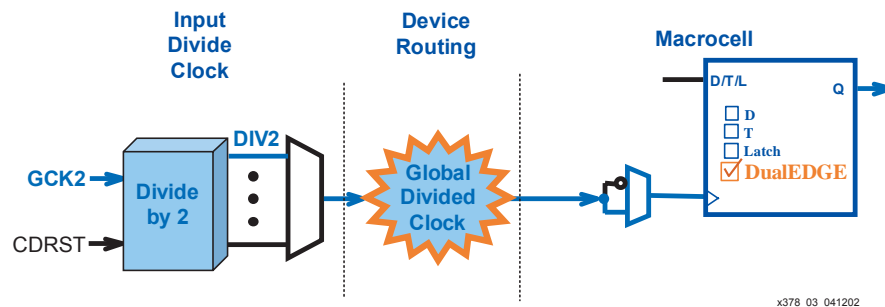 Input
Divide
Clock
Device
Routing
Macrocell
D/T/L
Q
D
T
Latch
DualEDGE
DIV2
GCK2
Divide
by 2
CDRST
Global
Divided
Clock
x378_03_041202